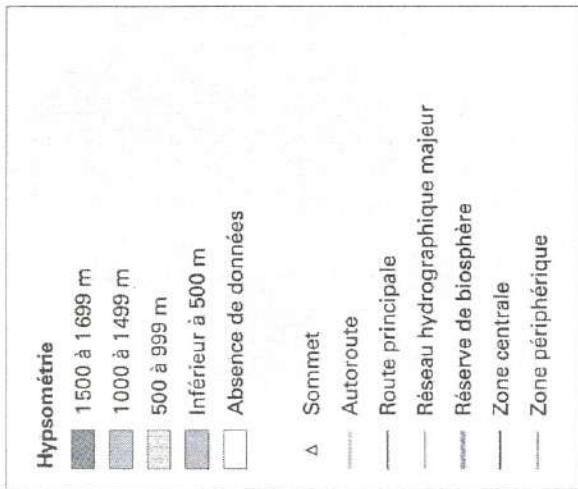 Hypsométrie
1500 à 1699 m
1000 à 1499 m
500 à 999 m
Inférieur à 500 m
Absence de données
Sommet
Autoroute
Route principale
Réseau hydrographique majeur
Réserve de biosphère
Zone centrale
Zone périphérique